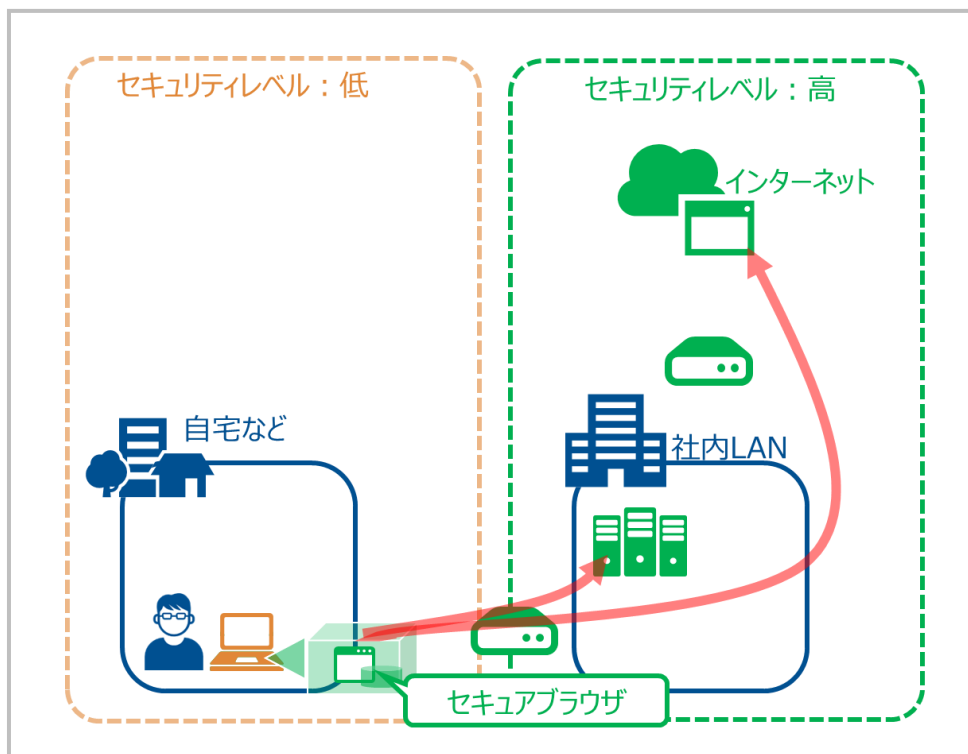 セキュリティレベル：低
セキュリティレベル：高
インターネット
自宅など
社内LAN
セキュアブラウザ